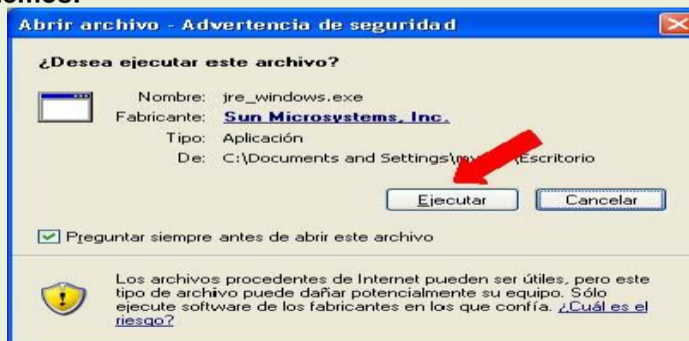 Abrir archivo - Advertencia de seguridad
¿Desea ejecutar este archivo?
Nombre: jre_windows.exe
Fabricante: Sun Microsystems, Inc.
Tipo: Aplicación
De: C:\Documents and Settings\ \Escritorio
Ejecutar Cancelar
Preguntar siempre antes de abrir este archivo
Los archivos procedentes de Internet pueden ser útiles, pero este
tipo de archivo puede dañar potencialmente su equipo. Sólo
ejecute software de los fabricantes en los que confía. ¿Cuál es el
riesgo?